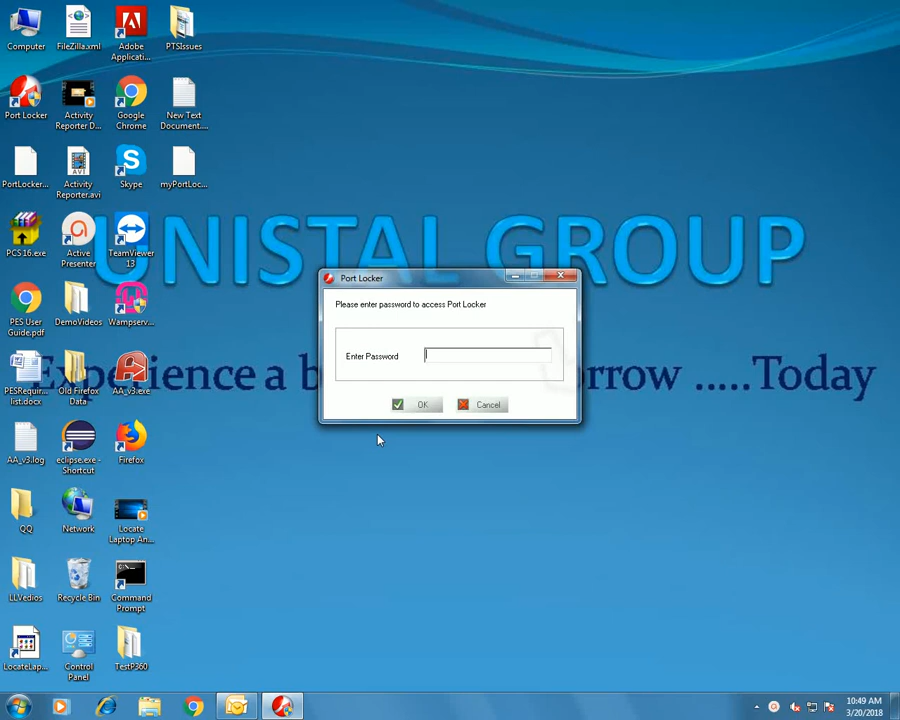 Computer
FileZilla.xml
Adobe
Applicati...
PTSIssues
Port Locker
Activity
Reporter D...
Google
Chrome
New Text
Document....
PortLocker...
Activity
Reporter.avi
Skype
myPortLoc...
PCS16.exe
Active
Presenter
TeamViewer
13
UNISTAL GROUP
Port Locker
Please enter password to access Port Locker
Enter Password
OK
Cancel
PES User
Guide.pdf
DemoVideos
Wampserv...
Experience a b
orrow .....Today
PESRequir...
list.docx
Old Firefox
Data
AA_v3.exe
AA_v3.log
eclipse.exe -
Shortcut
Firefox
QQ
Network
Locate
Laptop An...
LLVedios
Recycle Bin
C:\_
Command
Prompt
LocateLap...
Control
Panel
TestP360
10:49 AM
3/20/2018